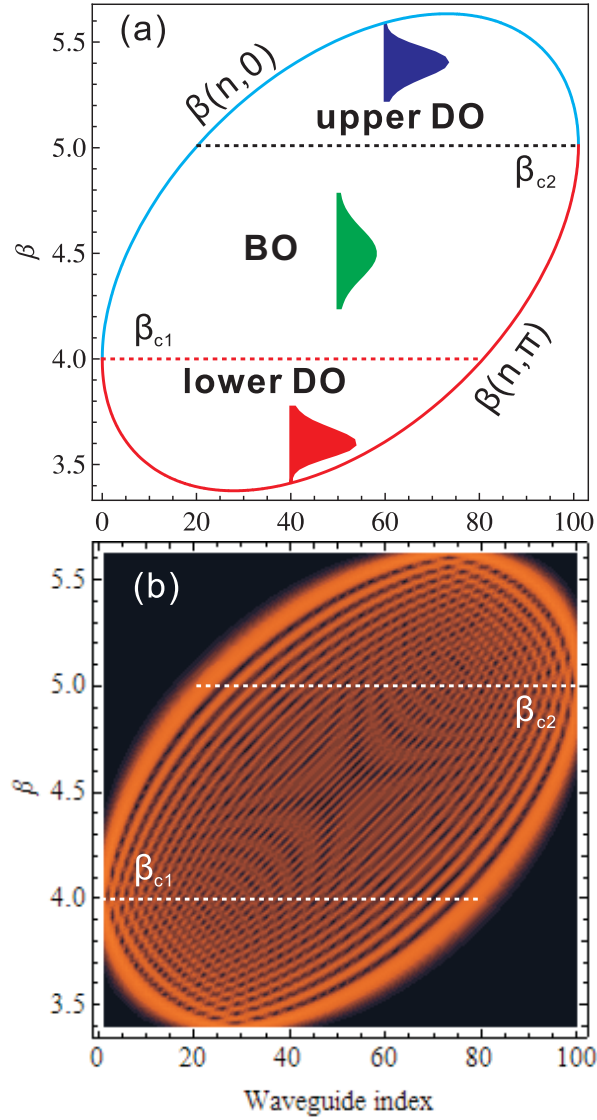 (a)
5.5
β(n,0)
upper DO
5.0
β_c2
β
BO
4.5
β_c1
4.0
lower DO
β(n,π)
3.5
0 20 40 60 80 100
(b)
5.5
5.0
β_c2
β
4.5
β_c1
4.0
3.5
0 20 40 60 80 100
Waveguide index